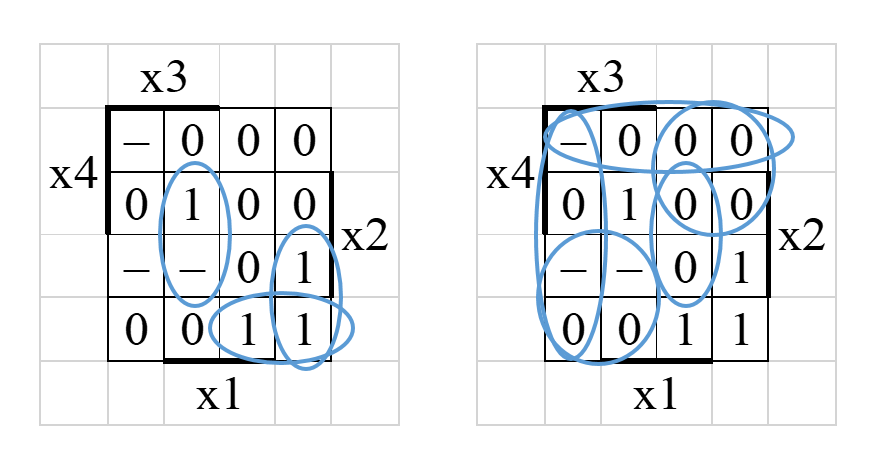 x3 x3
x4 – 0 0 0 x4 – 0 0 0
0 1 0 0 x2 0 1 0 0 x2
– – 0 1 – – 0 1
0 0 1 1 0 0 1 1
x1 x1